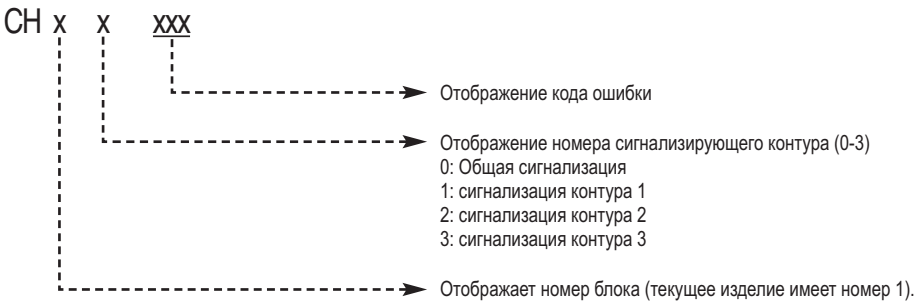 CH x x xxx
Отображение кода ошибки
Отображение номера сигнализирующего контура (0-3)
0: Общая сигнализация
1: сигнализация контура 1
2: сигнализация контура 2
3: сигнализация контура 3
Отображает номер блока (текущее изделие имеет номер 1).